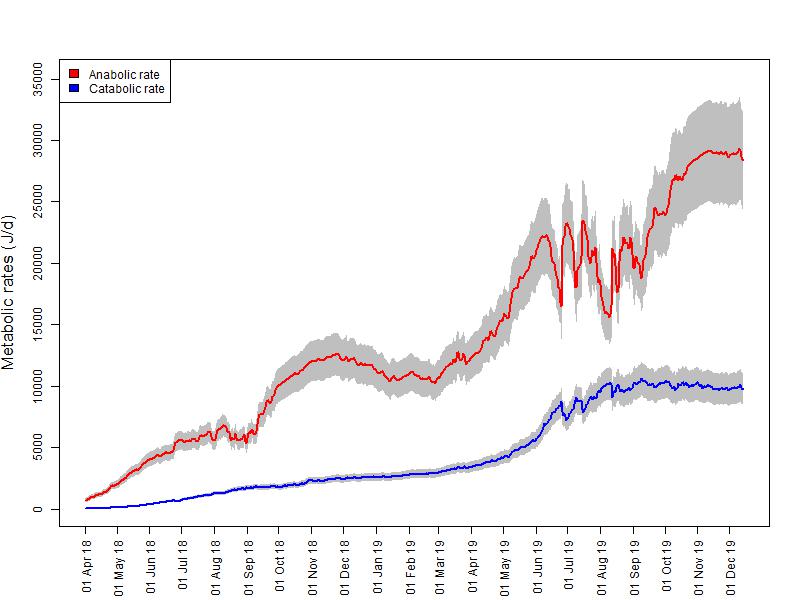 Anabolic rate
Catabolic rate
Metabolic rates (J/d)
35000
30000
25000
20000
15000
10000
5000
0
01 Apr 18
01 May 18
01 Jun 18
01 Jul 18
01 Aug 18
01 Sep 18
01 Oct 18
01 Nov 18
01 Dec 18
01 Jan 19
01 Feb 19
01 Mar 19
01 Apr 19
01 May 19
01 Jun 19
01 Jul 19
01 Aug 19
01 Sep 19
01 Oct 19
01 Nov 19
01 Dec 19